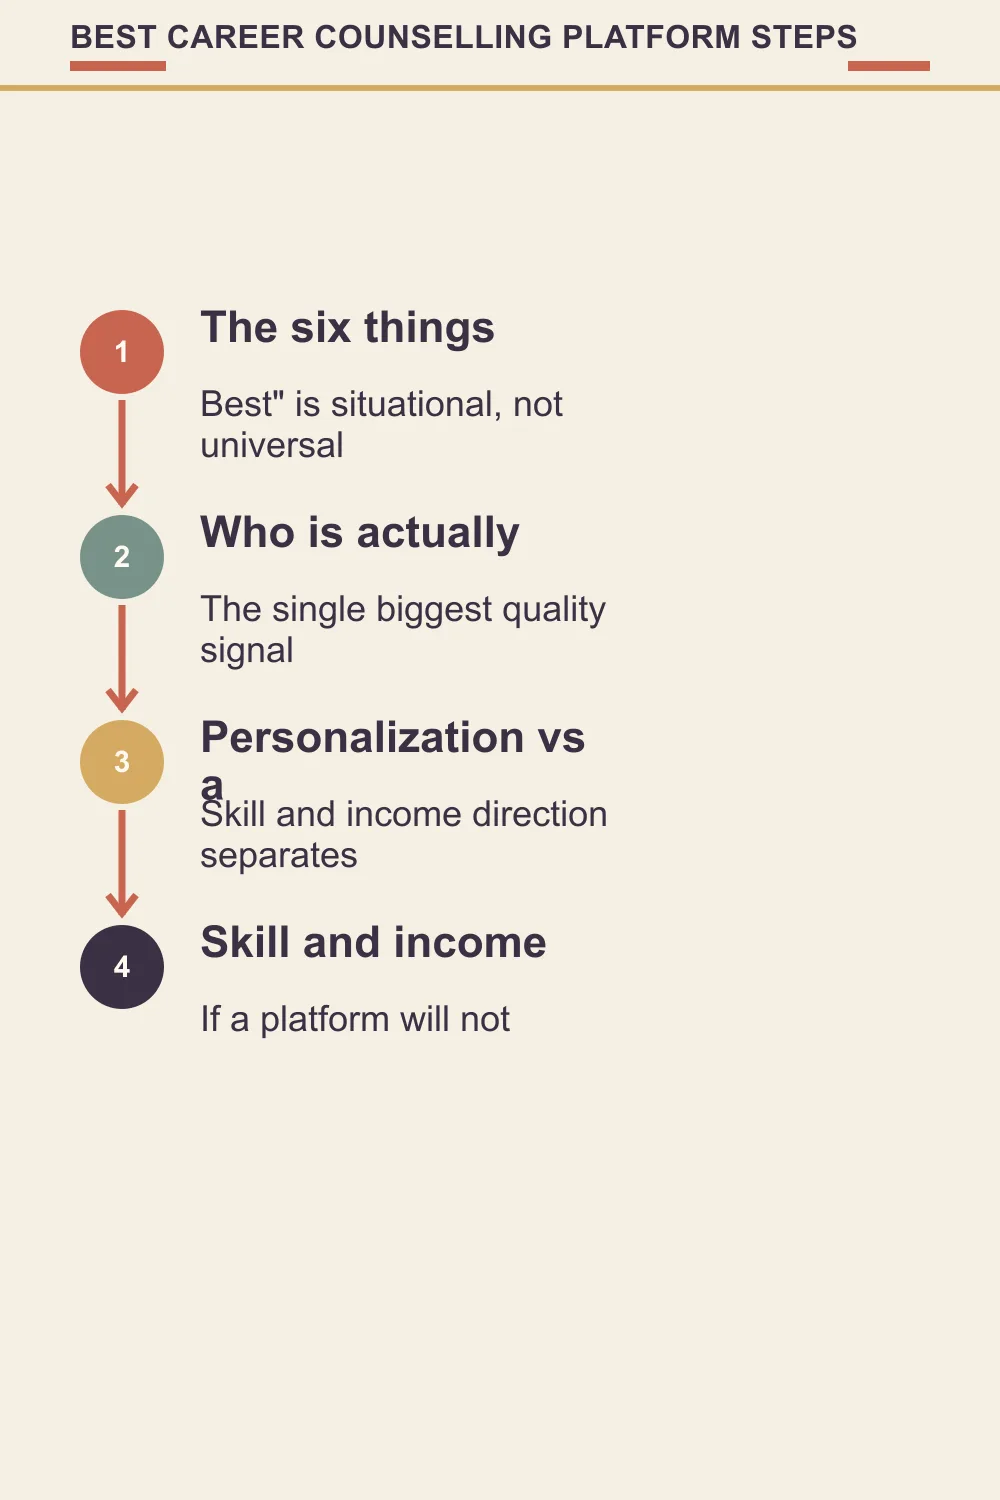 BEST CAREER COUNSELLING PLATFORM STEPS
1
The six things
Best" is situational, not
universal
2
Who is actually
The single biggest quality
signal
3
Personalization vs
a
Skill and income direction
separates
4
Skill and income
If a platform will not